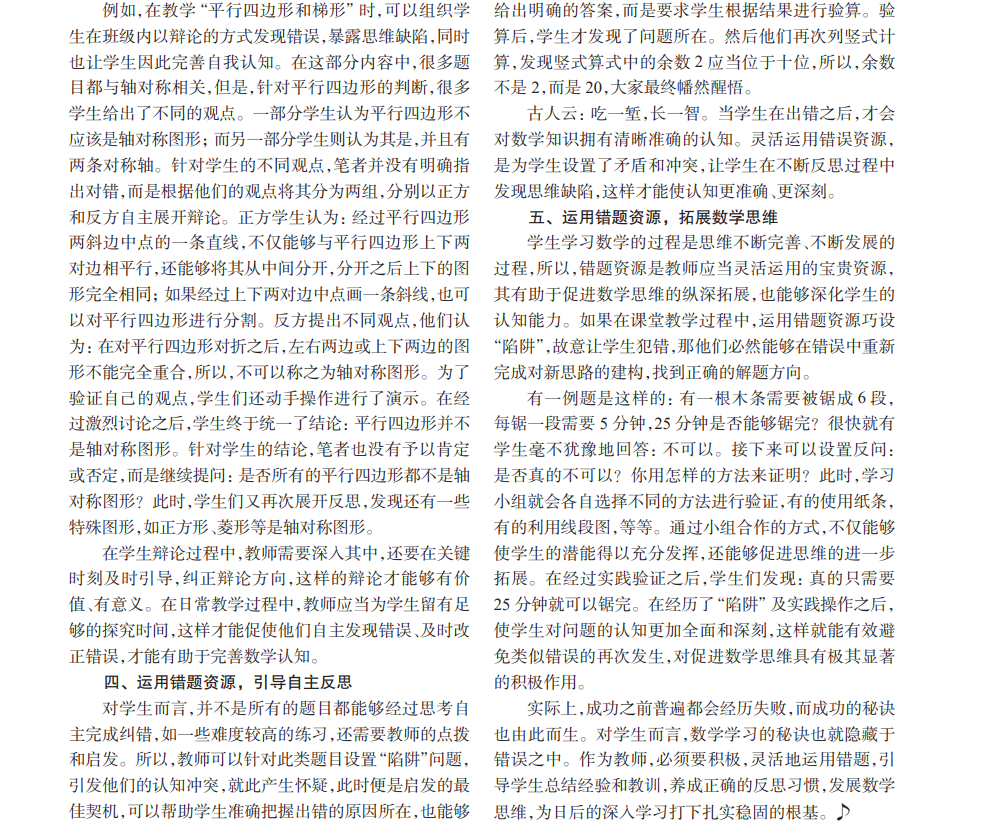 例如,在教学“平行四边形和梯形”时,可以组织学
生在班级内以辩论的方式发现错误,暴露思维缺陷,同时
也让学生因此完善自我认知。在这部分内容中,很多题
目都与轴对称相关,但是,针对平行四边形的判断,很多
学生给出了不同的观点。一部分学生认为平行四边形不
应该是轴对称图形;而另一部分学生则认为其是,并且有
两条对称轴。针对学生的不同观点,笔者并没有明确指
出对错,而是根据他们的观点将其分为两组,分别以正方
和反方自主展开辩论。正方学生认为:经过平行四边形
两斜边中点的一条直线,不仅能够与平行四边形上下两
对边相平行,还能够将其从中间分开,分开之后上下的图
形完全相同;如果经过上下两对边中点画一条斜线,也可
以对平行四边形进行分割。反方提出不同观点,他们认
为:在对平行四边形对折之后,左右两边或上下两边的图
形不能完全重合,所以,不可以称之为轴对称图形。为了
验证自己的观点,学生们还动手操作进行了演示。在经
过激烈讨论之后,学生终于统一了结论:平行四边形并不
是轴对称图形。针对学生的结论,笔者也没有予以肯定
或否定,而是继续提问:是否所有的平行四边形都不是轴
对称图形?此时,学生们又再次展开反思,发现还有一些
特殊图形,如正方形、菱形等是轴对称图形。
在学生辩论过程中,教师需要深入其中,还要在关键
时刻及时引导,纠正辩论方向,这样的辩论才能够有价
值、有意义。在日常教学过程中,教师应当为学生留有足
够的探究时间,这样才能促使他们自主发现错误、及时改
正错误,才能有助于完善数学认知。
四、运用错题资源,引导自主反思
对学生而言,并不是所有的题目都能够经过思考自
主完成纠错,如一些难度较高的练习,还需要教师的点拨
和启发。所以,教师可以针对此类题目设置“陷阱”问题,
引发他们的认知冲突,就此产生怀疑,此时便是启发的最
佳契机,可以帮助学生准确把握出错的原因所在,也能够
给出明确的答案,而是要求学生根据结果进行验算。验
算后,学生才发现了问题所在。然后他们再次列竖式计
算,发现竖式算式中的余数2应当位于十位,所以,余数
不是2,而是20,大家最终幡然醒悟。
古人云:吃一堑,长一智。当学生在出错之后,才会
对数学知识拥有清晰准确的认知。灵活运用错误资源,
是为学生设置了矛盾和冲突,让学生在不断反思过程中
发现思维缺陷,这样才能使认知更准确、更深刻。
五、运用错题资源,拓展数学思维
学生学习数学的过程是思维不断完善、不断发展的
过程,所以,错题资源是教师应当灵活运用的宝贵资源,
其有助于促进数学思维的纵深拓展,也能够深化学生的
认知能力。如果在课堂教学过程中,运用错题资源巧设
“陷阱”,故意让学生犯错,那他们必然能够在错误中重新
完成对新思路的建构,找到正确的解题方向。
有一例题是这样的:有一根木条需要被锯成6段,
每锯一段需要5分钟,25分钟是否能够锯完?很快就有
学生毫不犹豫地回答:不可以。接下来可以设置反问:
是否真的不可以?你用怎样的方法来证明?此时,学习
小组就会各自选择不同的方法进行验证,有的使用纸条,
有的利用线段图,等等。通过小组合作的方式,不仅能够
使学生的潜能得以充分发挥,还能够促进思维的进一步
拓展。在经过实践验证之后,学生们发现:真的只需要
25分钟就可以锯完。在经历了“陷阱”及实践操作之后,
使学生对问题的认知更加全面和深刻,这样就能有效避
免类似错误的再次发生,对促进数学思维具有极其显著
的积极作用。
实际上,成功之前普遍都会经历失败,而成功的秘诀
也由此而生。对学生而言,数学学习的秘诀也就隐藏于
错误之中。作为教师,必须要积极,灵活地运用错题,引
导学生总结经验和教训,养成正确的反思习惯,发展数学
思维,为日后的深入学习打下扎实稳固的根基。